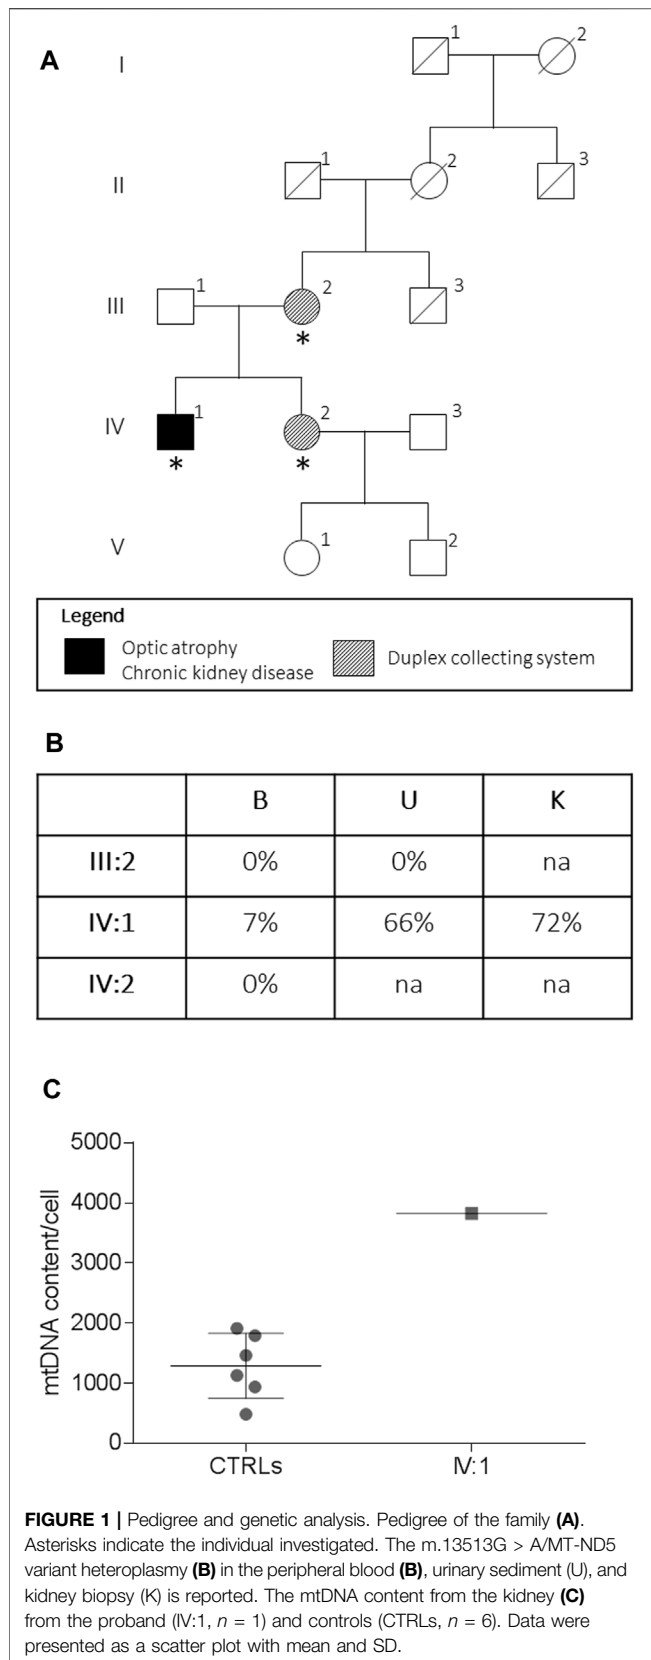 A
I
1
2
II
1
2
3
III
1
2
3
*
IV
1
2
3
*
*
V
1
2
Legend
Optic atrophy
Chronic kidney disease
Duplex collecting system
B
B U K
III:2 0% 0% na
IV:1 7% 66% 72%
IV:2 0% na na
C
mtDNA content/cell
5000
4000
3000
2000
1000
0
CTRLs IV:1
FIGURE 1 | Pedigree and genetic analysis. Pedigree of the family (A).
Asterisks indicate the individual investigated. The m.13513G > A/MT-ND5
variant heteroplasmy (B) in the peripheral blood (B), urinary sediment (U), and
kidney biopsy (K) is reported. The mtDNA content from the kidney (C)
from the proband (IV:1, n = 1) and controls (CTRLs, n = 6). Data were
presented as a scatter plot with mean and SD.